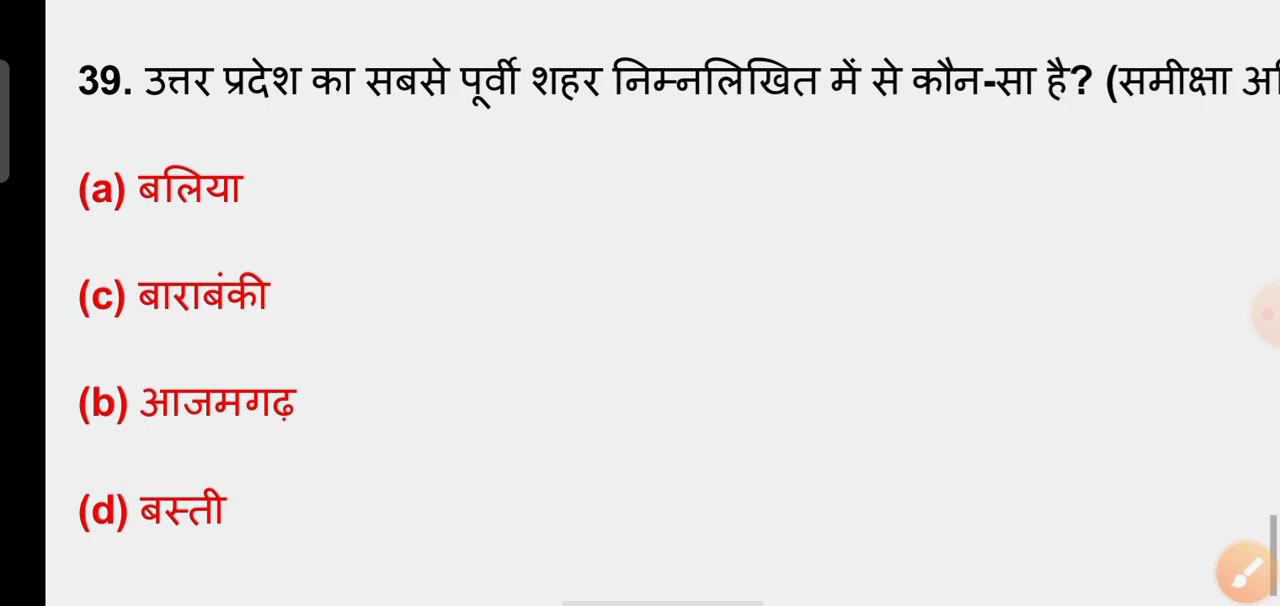 39. उत्तर प्रदेश का सबसे पूर्वी शहर निम्नलिखित में से कौन-सा है? (समीक्षा
(a) बलिया
(c) बाराबंकी
(b) आजमगढ़
(d) बस्ती